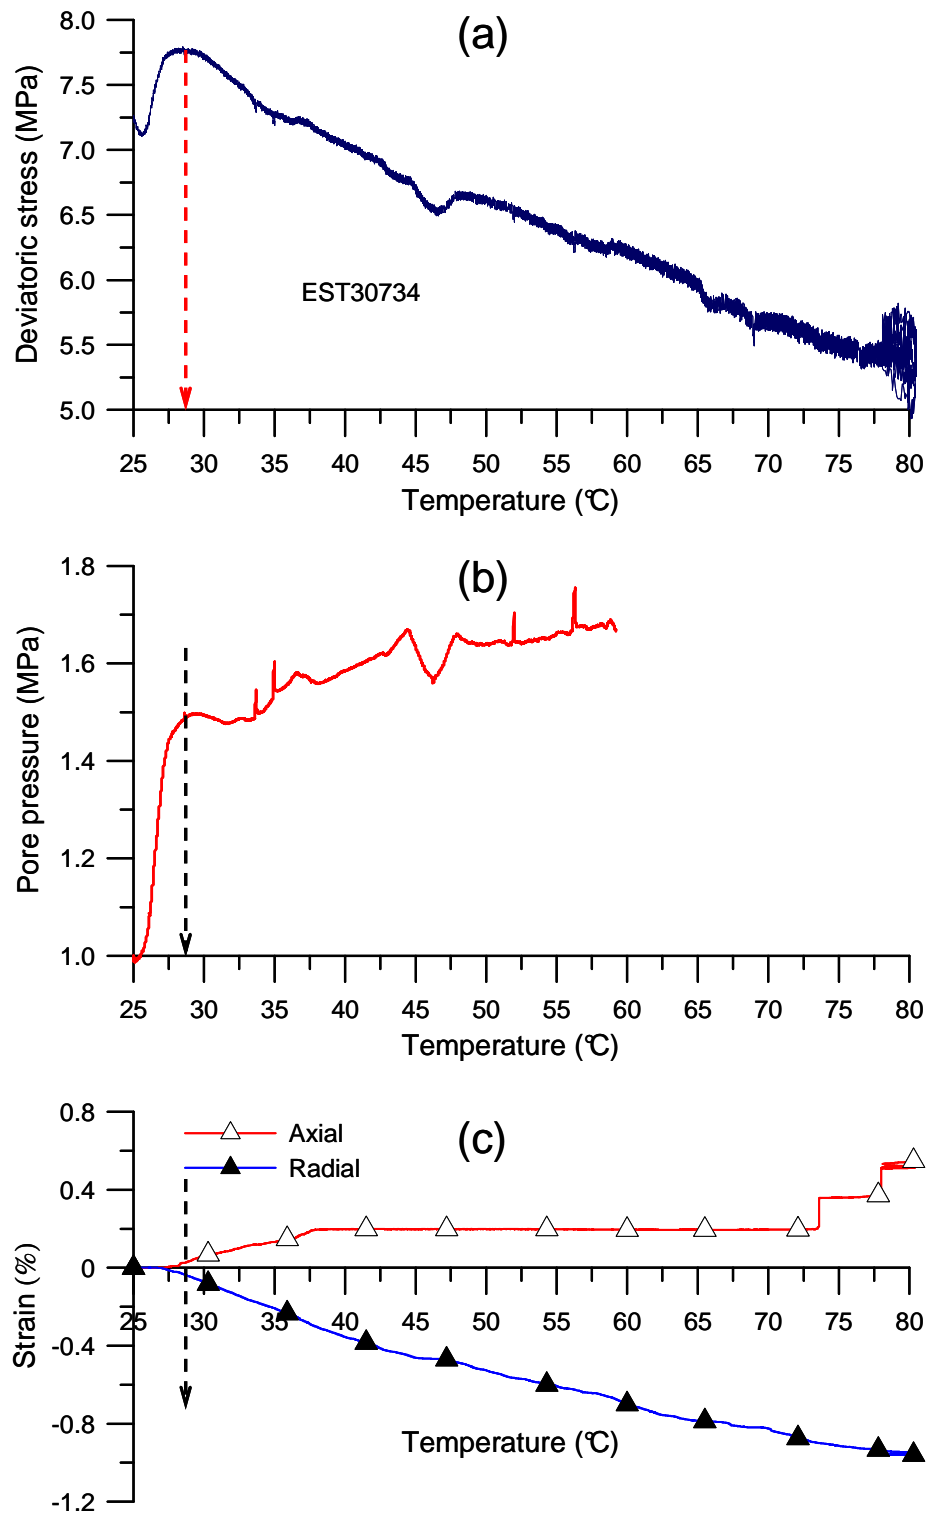 (a)
8.0
7.5
7.0
6.5
6.0
5.5
5.0
Deviatoric stress (MPa)
EST30734
25 30 35 40 45 50 55 60 65 70 75 80
Temperature (°C)
(b)
1.8
1.6
1.4
1.2
1.0
Pore pressure (MPa)
25 30 35 40 45 50 55 60 65 70 75 80
Temperature (°C)
(c)
0.8
0.4
0
-0.4
-0.8
-1.2
Strain (%)
Axial
Radial
25 30 35 40 45 50 55 60 65 70 75 80
Temperature (°C)